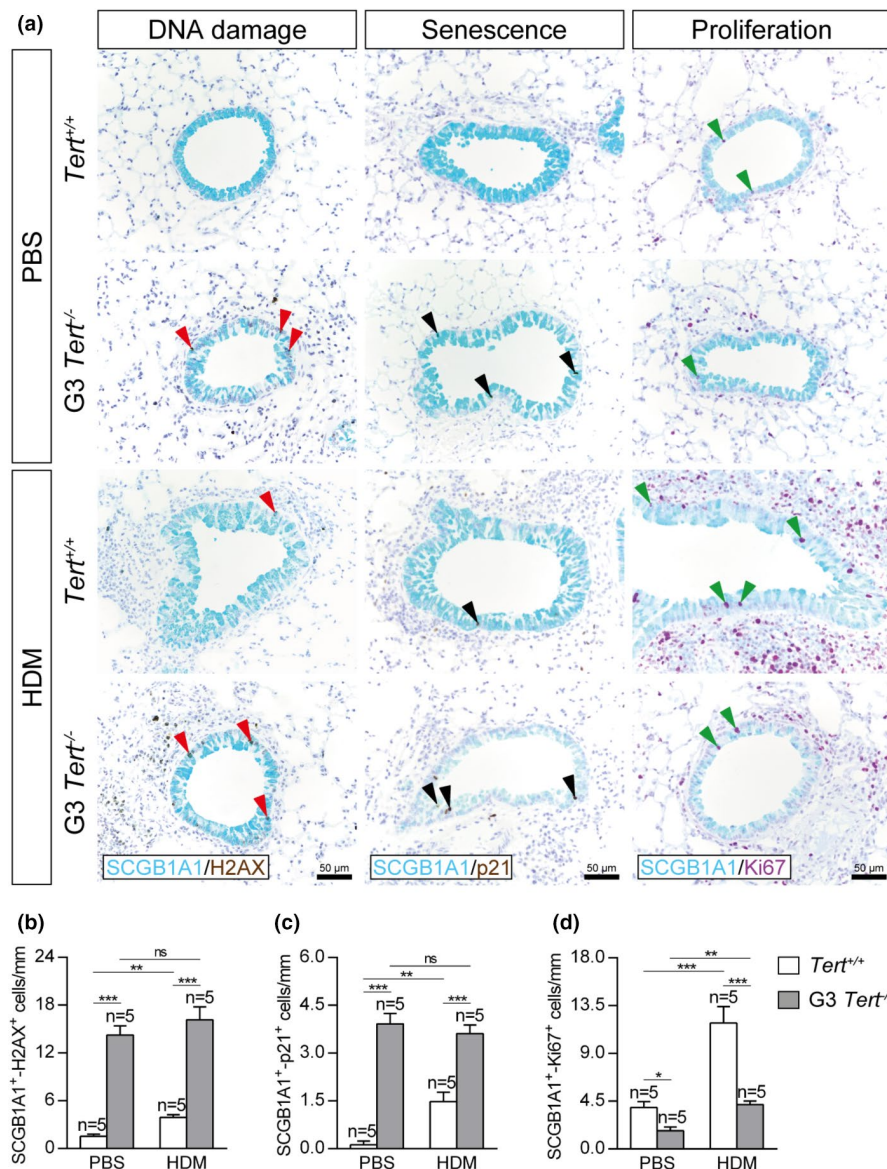 (a)
DNA damage
Senescence
Proliferation
PBS
Tert+/+
G3 Tert-/-
HDM
Tert+/+
G3 Tert-/-
SCGB1A1/H2AX
50 µm
SCGB1A1/p21
50 µm
SCGB1A1/Ki67
50 µm
(b)
SCGB1A1+-H2AX+ cells/mm
24
18
12
6
0
ns
**
***
***
n=5
n=5
n=5
n=5
PBS
HDM
(c)
SCGB1A1+-p21+ cells/mm
6.0
4.5
3.0
1.5
0.0
ns
**
***
***
n=5
n=5
n=5
n=5
PBS
HDM
(d)
SCGB1A1+-Ki67+ cells/mm
18.0
13.5
9.0
4.5
0.0
**
***
***
*
n=5
n=5
n=5
n=5
PBS
HDM
Tert+/+
G3 Tert-/